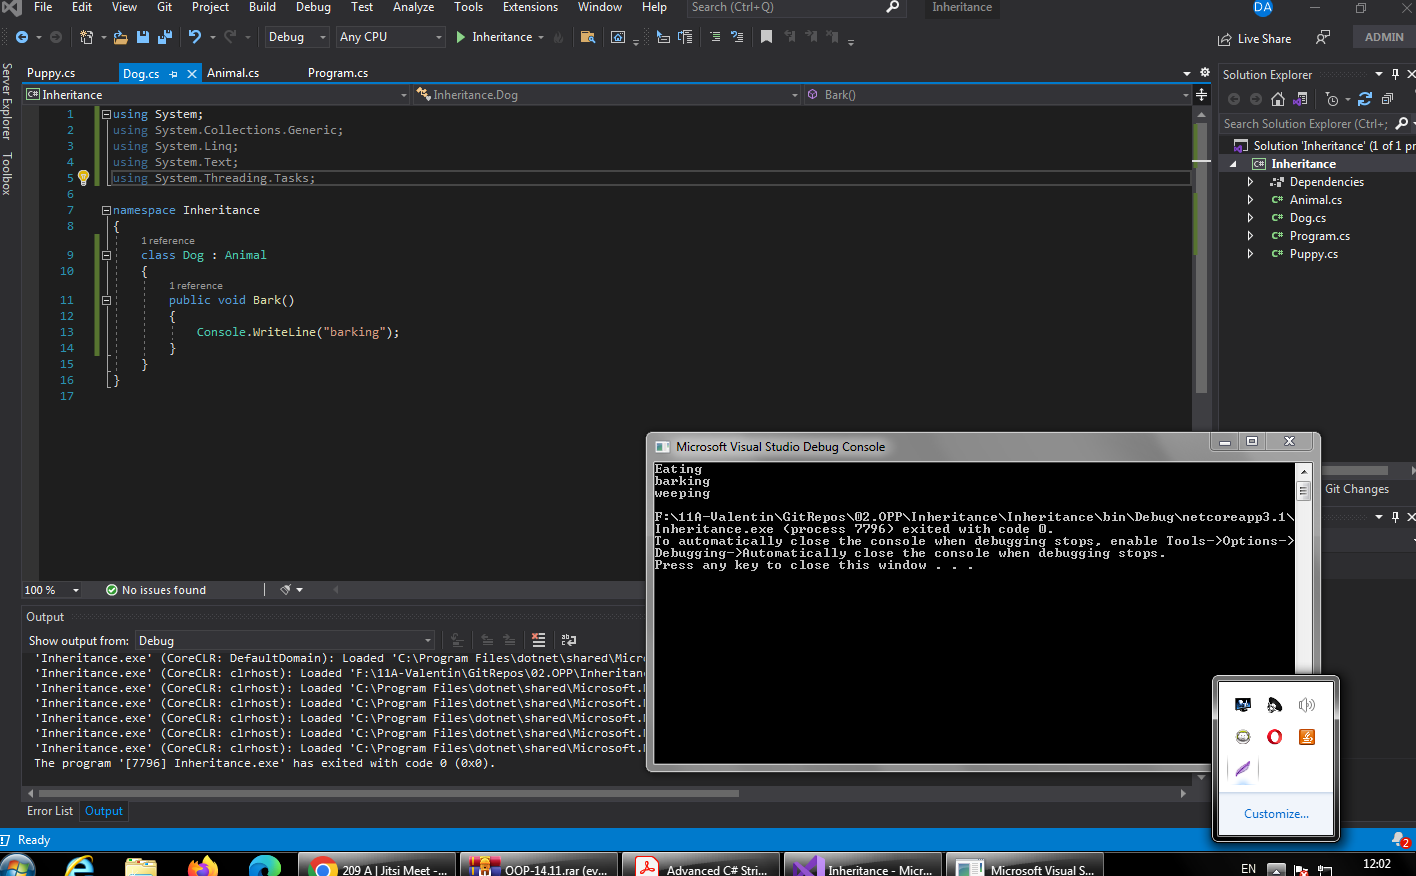 File Edit View Git Project Build Debug Test Analyze Tools Extensions Window Help Search (Ctrl+Q) Inheritance DA
Debug Any CPU Inheritance Live Share ADMIN
Server Explorer
Toolbox
Puppy.cs Dog.cs Animal.cs Program.cs
Inheritance Inheritance.Dog Bark()
1 using System;
2 using System.Collections.Generic;
3 using System.Linq;
4 using System.Text;
5 using System.Threading.Tasks;
6
7 namespace Inheritance
8 {
1 reference
9 class Dog : Animal
10 {
1 reference
11 public void Bark()
12 {
13 Console.WriteLine("barking");
14 }
15 }
16 }
17
100 % No issues found
Solution Explorer
Search Solution Explorer (Ctrl+;
Solution 'Inheritance' (1 of 1 pr
C# Inheritance
Dependencies
C# Animal.cs
C# Dog.cs
C# Program.cs
C# Puppy.cs
Git Changes
Microsoft Visual Studio Debug Console
Eating
barking
weeping
F:\11A-Valentin\GitRepos\02.OPP\Inheritance\Inheritance\bin\Debug\netcoreapp3.1\
Inheritance.exe (process 7796) exited with code 0.
To automatically close the console when debugging stops, enable Tools->Options->
Debugging->Automatically close the console when debugging stops.
Press any key to close this window . . .
Output
Show output from: Debug
'Inheritance.exe' (CoreCLR: DefaultDomain): Loaded 'C:\Program Files\dotnet\shared\Micr
'Inheritance.exe' (CoreCLR: clrhost): Loaded 'F:\11A-Valentin\GitRepos\02.OPP\Inheritan
'Inheritance.exe' (CoreCLR: clrhost): Loaded 'C:\Program Files\dotnet\shared\Microsoft.
'Inheritance.exe' (CoreCLR: clrhost): Loaded 'C:\Program Files\dotnet\shared\Microsoft.
'Inheritance.exe' (CoreCLR: clrhost): Loaded 'C:\Program Files\dotnet\shared\Microsoft.
'Inheritance.exe' (CoreCLR: clrhost): Loaded 'C:\Program Files\dotnet\shared\Microsoft.
'Inheritance.exe' (CoreCLR: clrhost): Loaded 'C:\Program Files\dotnet\shared\Microsoft.
The program '[7796] Inheritance.exe' has exited with code 0 (0x0).
Error List Output
Customize...
Ready 2
209 A | Jitsi Meet -... OOP-14.11.rar (ev... Advanced C# Stri... Inheritance - Micr... Microsoft Visual S... EN 12:02